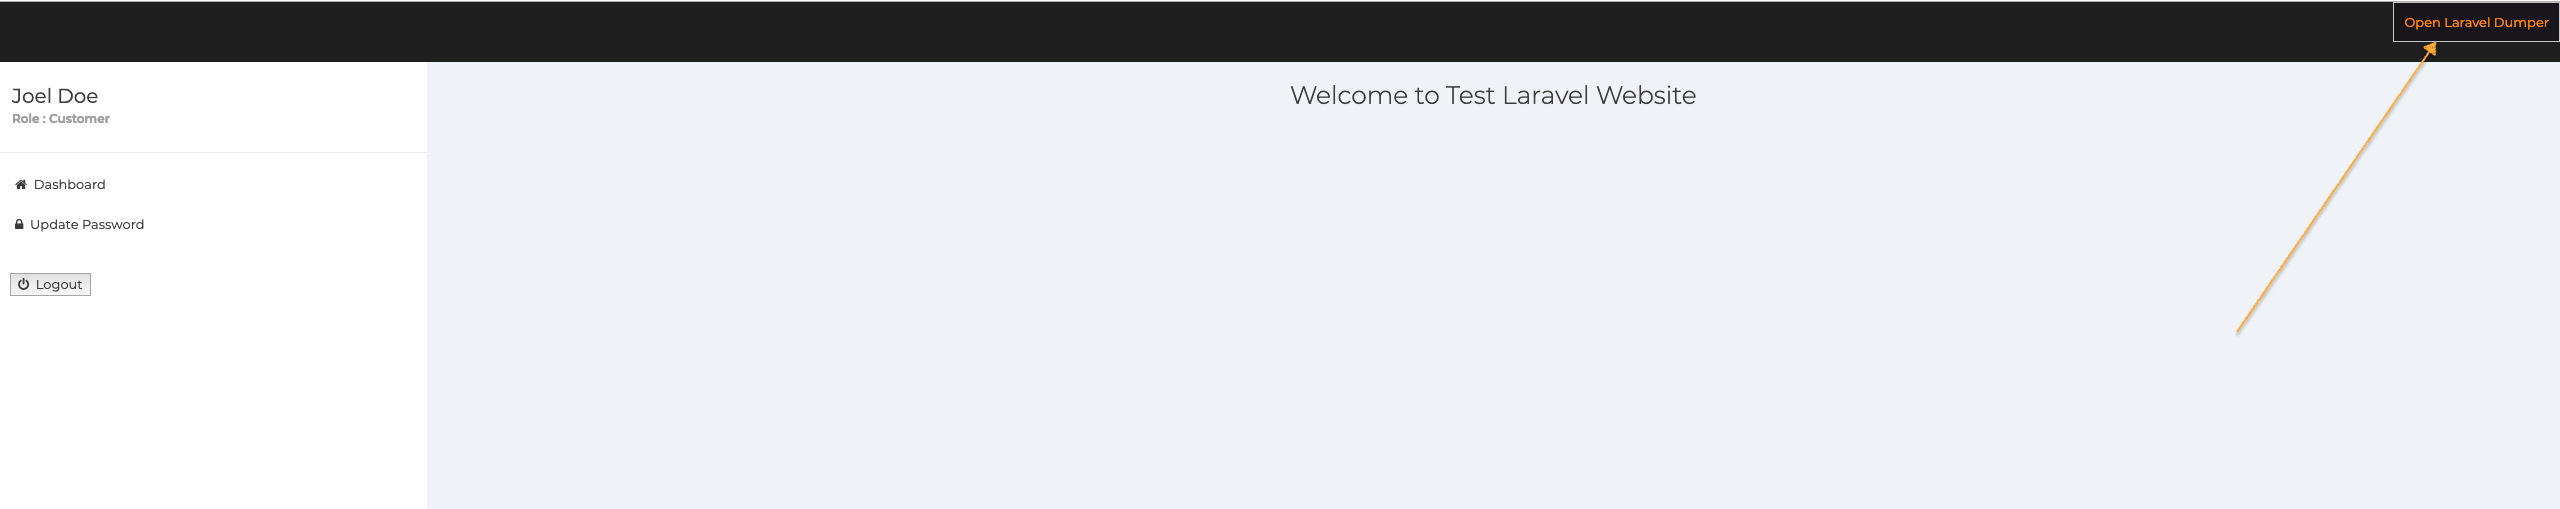 Open Laravel Dumper
Joel Doe
Role : Customer
Welcome to Test Laravel Website
Dashboard
Update Password
Logout